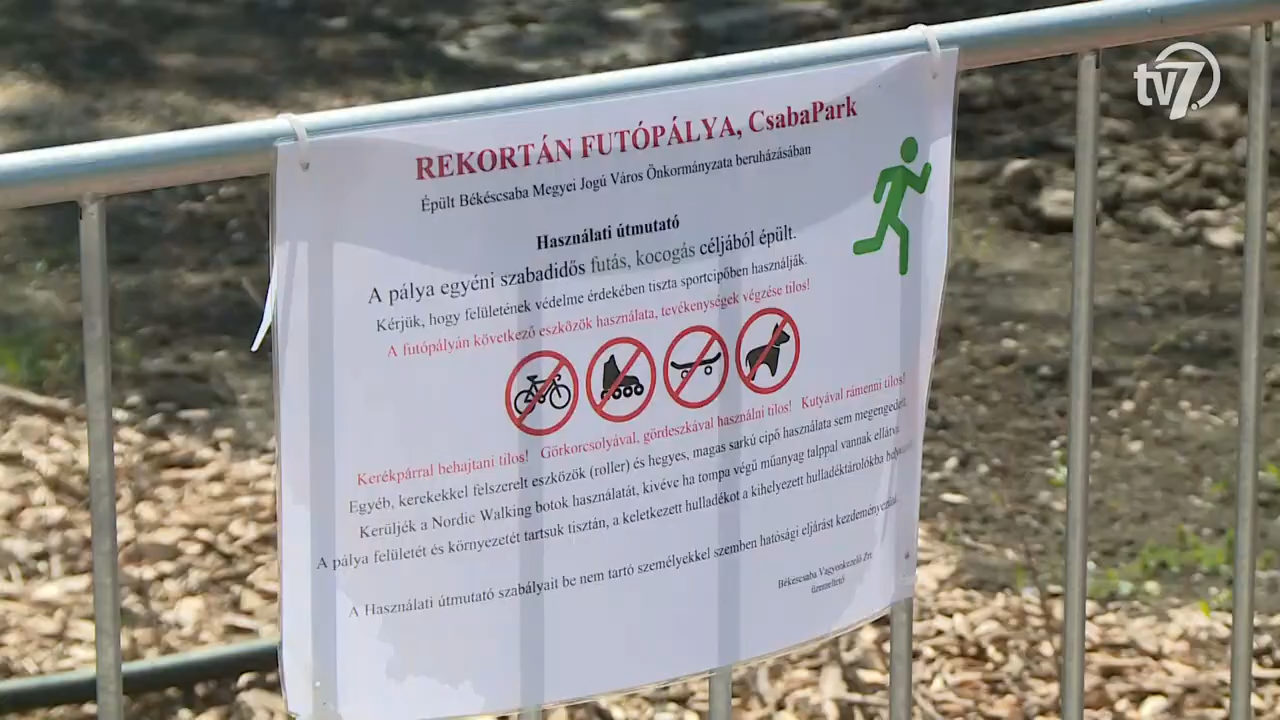 tv7
REKORTÁN FUTÓPÁLYA, CsabaPark
Épült Békéscsaba Megyei Jogú Város Önkormányzata beruházásában
Használati útmutató
A pálya egyéni szabadidős futás, kocogás céljából épült.
Kérjük, hogy felületének védelme érdekében tiszta sportcipőben használják.
A futópályán következő eszközök használata, tevékenységek végzése tilos!
Kerékpárral behajtani tilos! Görkorcsolyával, gördeszkával használni tilos! Kutyával rámenni tilos!
Egyéb, kerekekkel felszerelt eszközök (roller) és hegyes, magas sarkú cipő használata sem megengedett.
Kerüljék a Nordic Walking botok használatát, kivéve ha tompa végű műanyag talppal vannak ellátva.
A pálya felületét és környezetét tartsuk tisztán, a keletkezett hulladékot a kihelyezett hulladéktárolókba
A Használati útmutató szabályait be nem tartó személyekkel szemben hatósági eljárást kezdeményezünk.
Békéscsaba Vagyonkezelő Zrt
üzemeltető